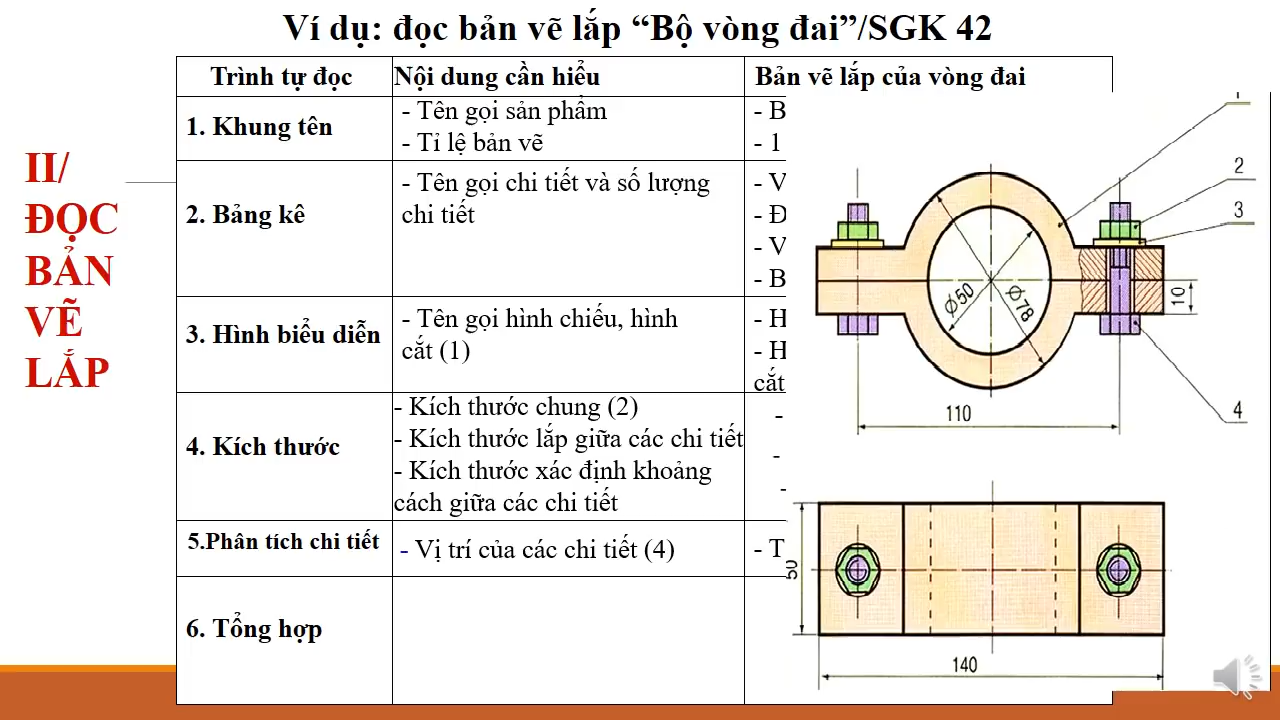 Ví dụ: đọc bản vẽ lắp “Bộ vòng đai”/SGK 42
II/
ĐỌC
BẢN
VẼ
LẮP
Trình tự đọc
Nội dung cần hiểu
Bản vẽ lắp của vòng đai
1. Khung tên
- Tên gọi sản phẩm
- Tỉ lệ bản vẽ
- B
- 1
2. Bảng kê
- Tên gọi chi tiết và số lượng
chi tiết
- V
- Đ
- V
- B
3. Hình biểu diễn
- Tên gọi hình chiếu, hình
cắt (1)
- H
- H
cắt
4. Kích thước
- Kích thước chung (2)
- Kích thước lắp giữa các chi tiết
- Kích thước xác định khoảng
cách giữa các chi tiết
-
-
-
5.Phân tích chi tiết
- Vị trí của các chi tiết (4)
- T
6. Tổng hợp
2
3
Ø50
Ø78
10
110
4
50
140